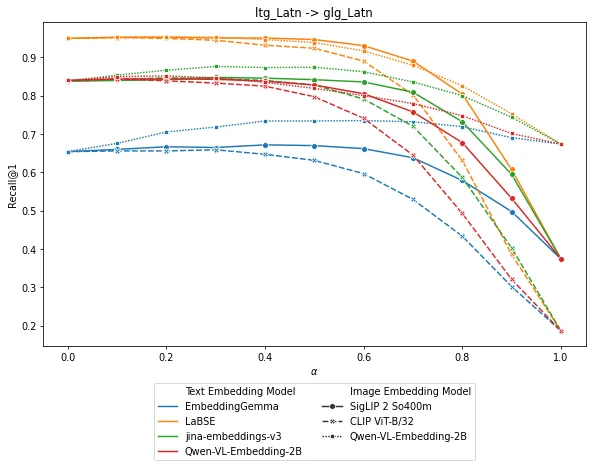 ltg_Latn -> glg_Latn
Recall@1
0.9
0.8
0.7
0.6
0.5
0.4
0.3
0.2
0.0 0.2 0.4 0.6 0.8 1.0
α
Text Embedding Model
EmbeddingGemma
LaBSE
jina-embeddings-v3
Qwen-VL-Embedding-2B
Image Embedding Model
SigLIP 2 So400m
CLIP ViT-B/32
Qwen-VL-Embedding-2B